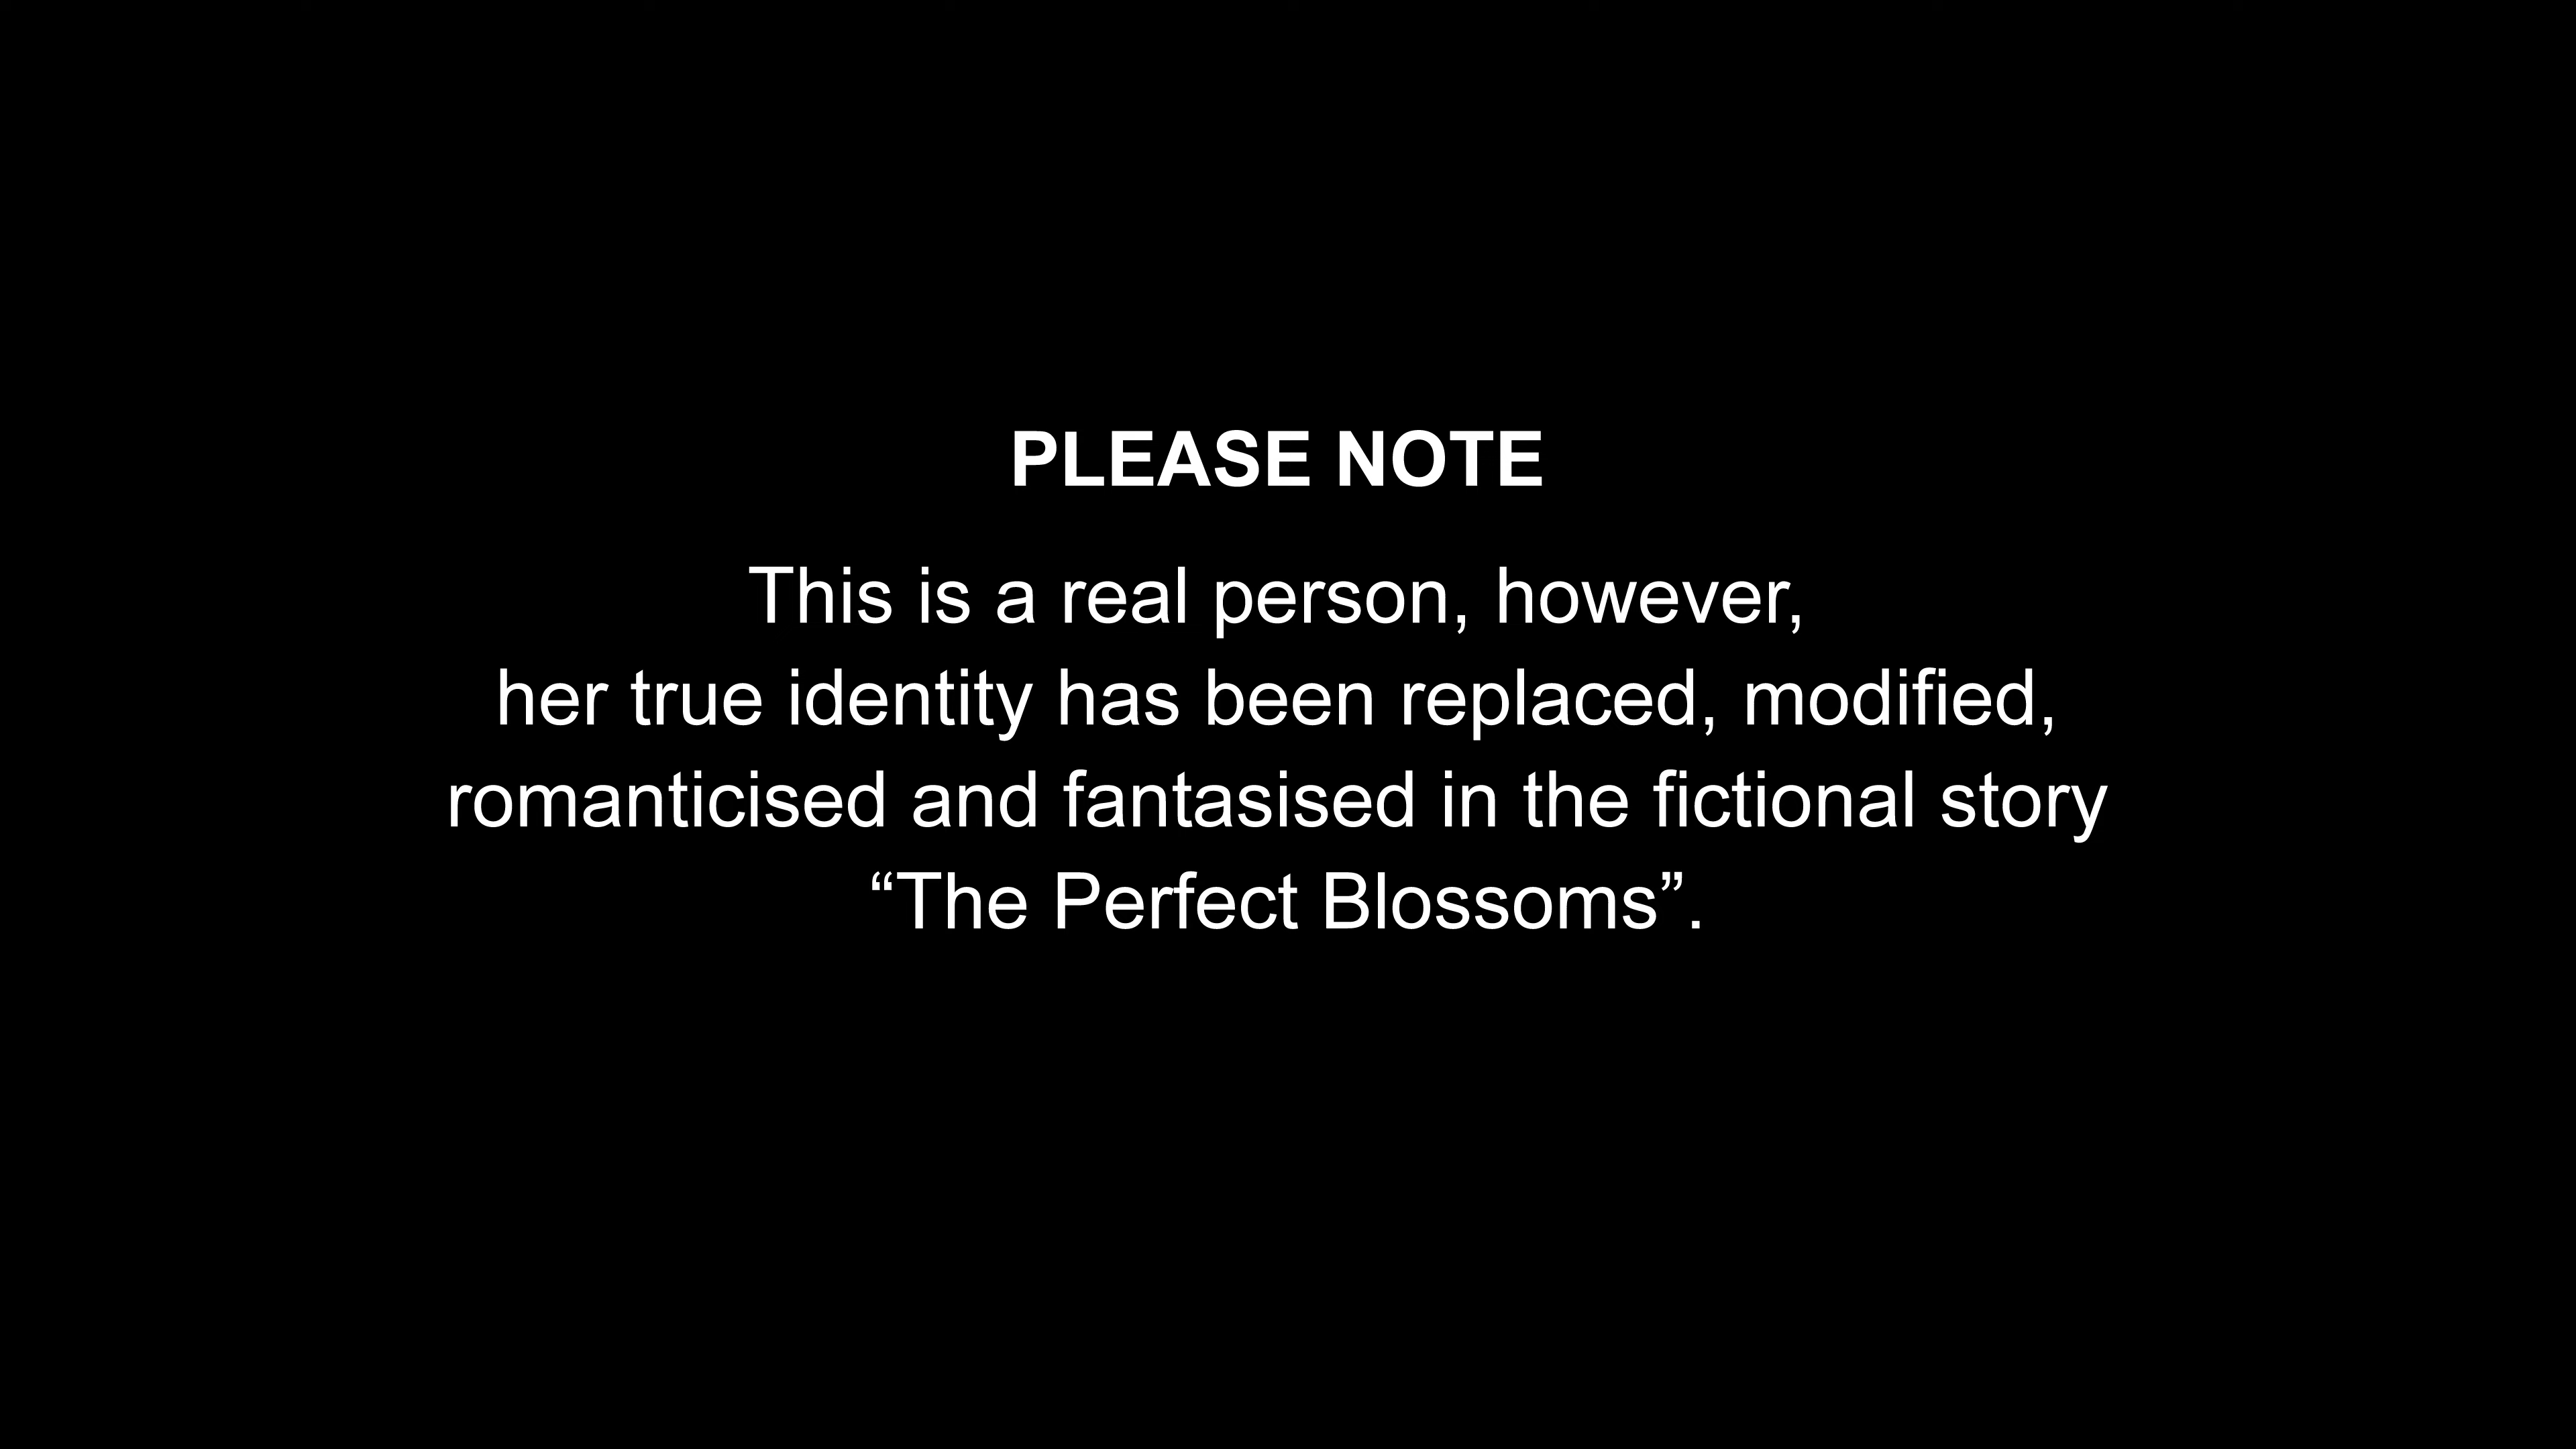 PLEASE NOTE
This is a real person, however,
her true identity has been replaced, modified,
romanticised and fantasised in the fictional story
“The Perfect Blossoms”.